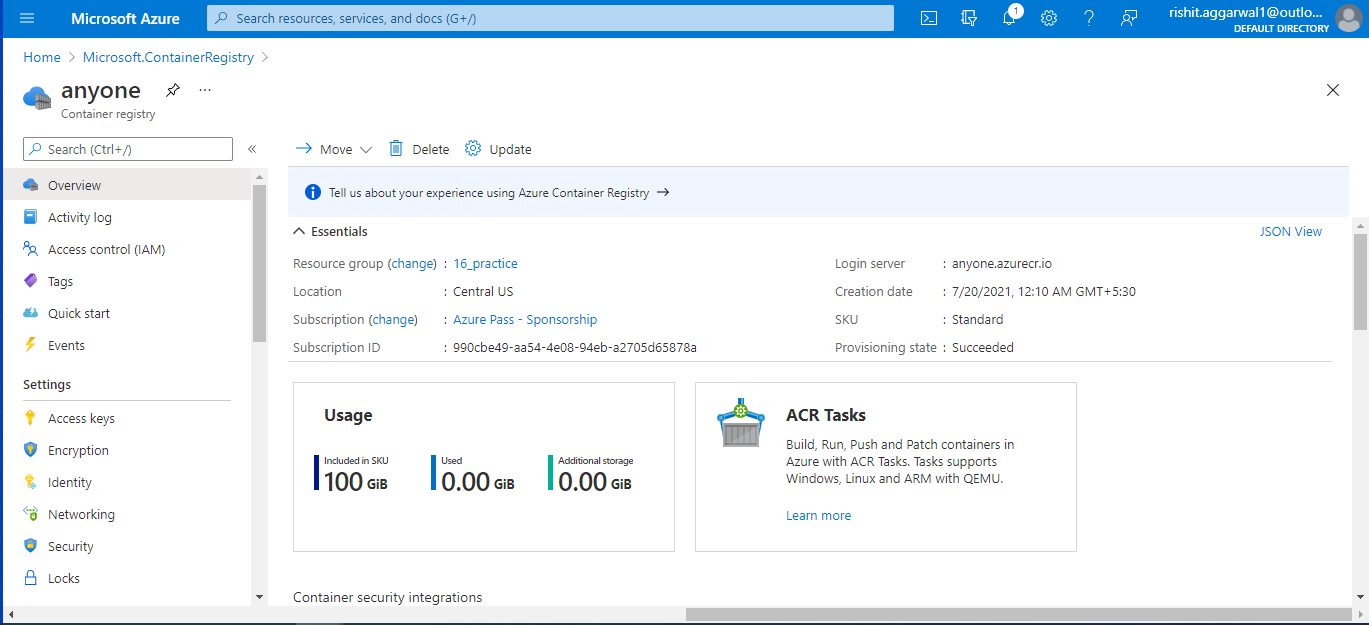 Microsoft Azure
Search resources, services, and docs (G+/)
1
rishit.aggarwal1@outlo...
DEFAULT DIRECTORY
Home > Microsoft.ContainerRegistry >
anyone
...
Container registry
Search (Ctrl+/)
«
Overview
Activity log
Access control (IAM)
Tags
Quick start
Events
Settings
Access keys
Encryption
Identity
Networking
Security
Locks
Move
Delete
Update
Tell us about your experience using Azure Container Registry →
Essentials
JSON View
Resource group (change) : 16_practice
Location : Central US
Subscription (change) : Azure Pass - Sponsorship
Subscription ID : 990cbe49-aa54-4e08-94eb-a2705d65878a
Login server : anyone.azurecr.io
Creation date : 7/20/2021, 12:10 AM GMT+5:30
SKU : Standard
Provisioning state : Succeeded
Usage
Included in SKU
100 GiB
Used
0.00 GiB
Additional storage
0.00 GiB
ACR Tasks
Build, Run, Push and Patch containers in
Azure with ACR Tasks. Tasks supports
Windows, Linux and ARM with QEMU.
Learn more
Container security integrations